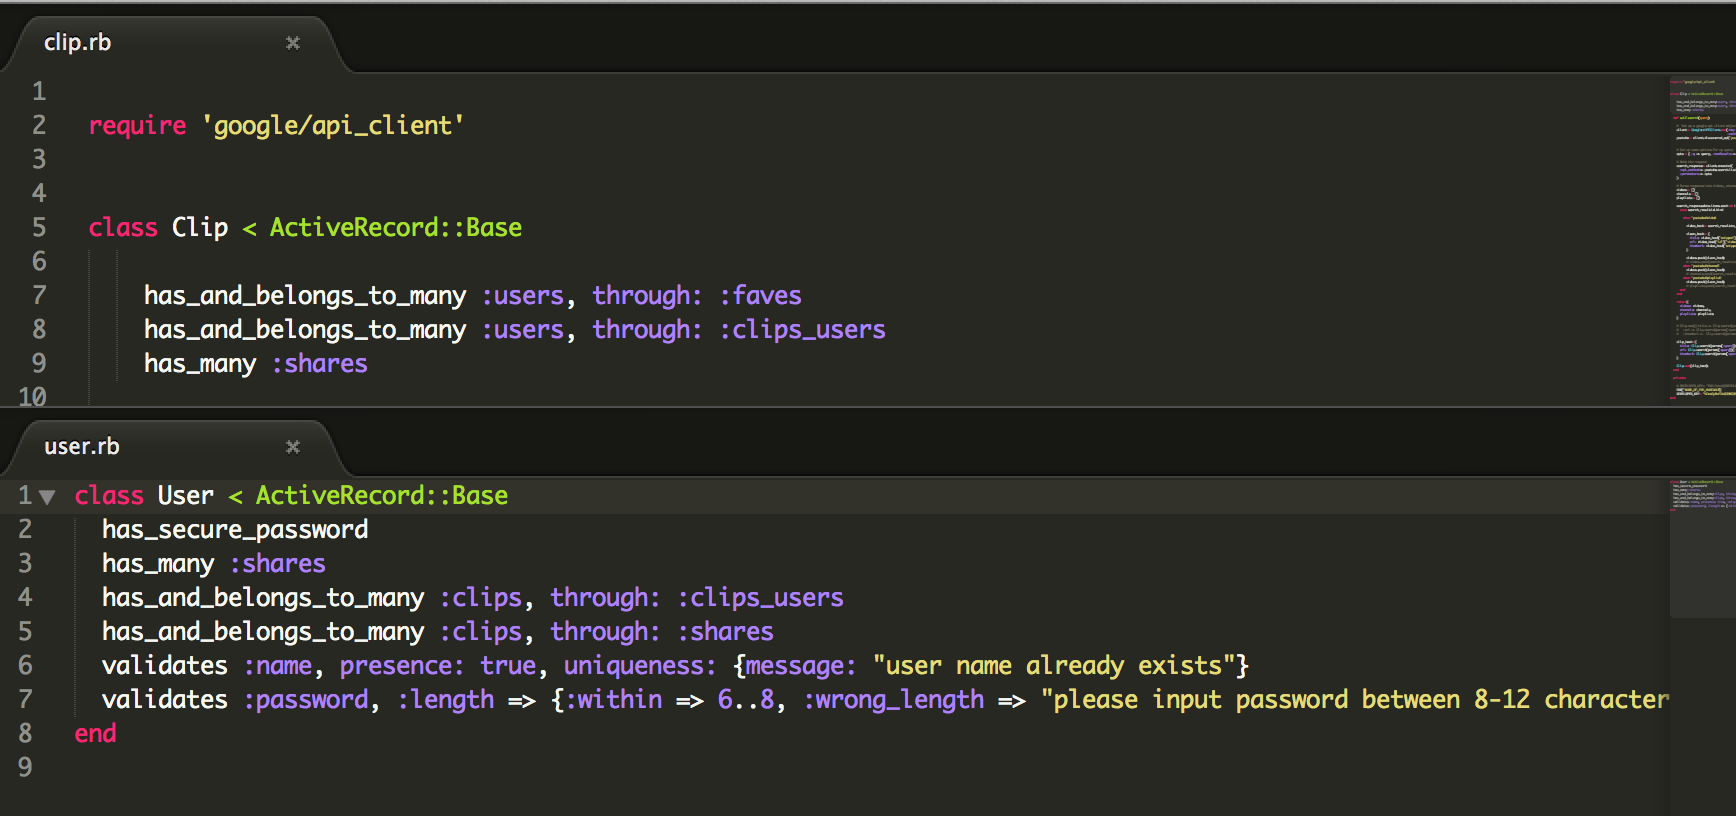 clip.rb ×
1
2 require 'google/api_client'
3
4
5 class Clip < ActiveRecord::Base
6
7 has_and_belongs_to_many :users, through: :faves
8 has_and_belongs_to_many :users, through: :clips_users
9 has_many :shares
10
user.rb ×
1 ▼ class User < ActiveRecord::Base
2 has_secure_password
3 has_many :shares
4 has_and_belongs_to_many :clips, through: :clips_users
5 has_and_belongs_to_many :clips, through: :shares
6 validates :name, presence: true, uniqueness: {message: "user name already exists"}
7 validates :password, :length => {:within => 6..8, :wrong_length => "please input password between 8-12 character
8 end
9